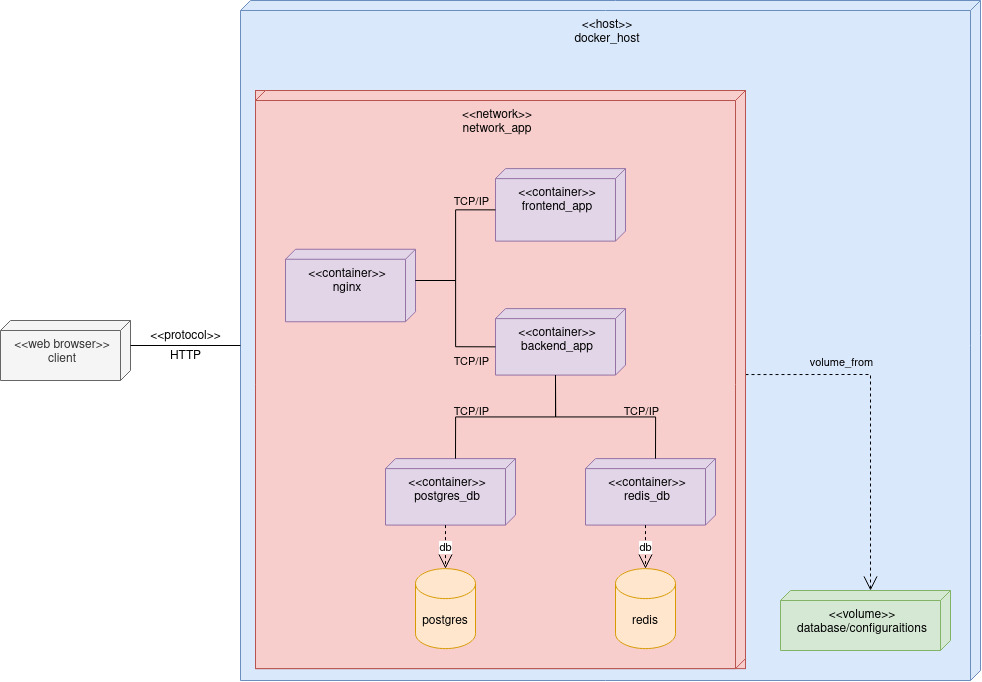 <<host>>
docker_host
<<network>>
network_app
<<container>>
frontend_app
TCP/IP
<<container>>
nginx
<<container>>
backend_app
TCP/IP
<<web browser>>
client
<<protocol>>
HTTP
volume_from
TCP/IP
TCP/IP
<<container>>
postgres_db
<<container>>
redis_db
db
db
postgres
redis
<<volume>>
database/configuraitions